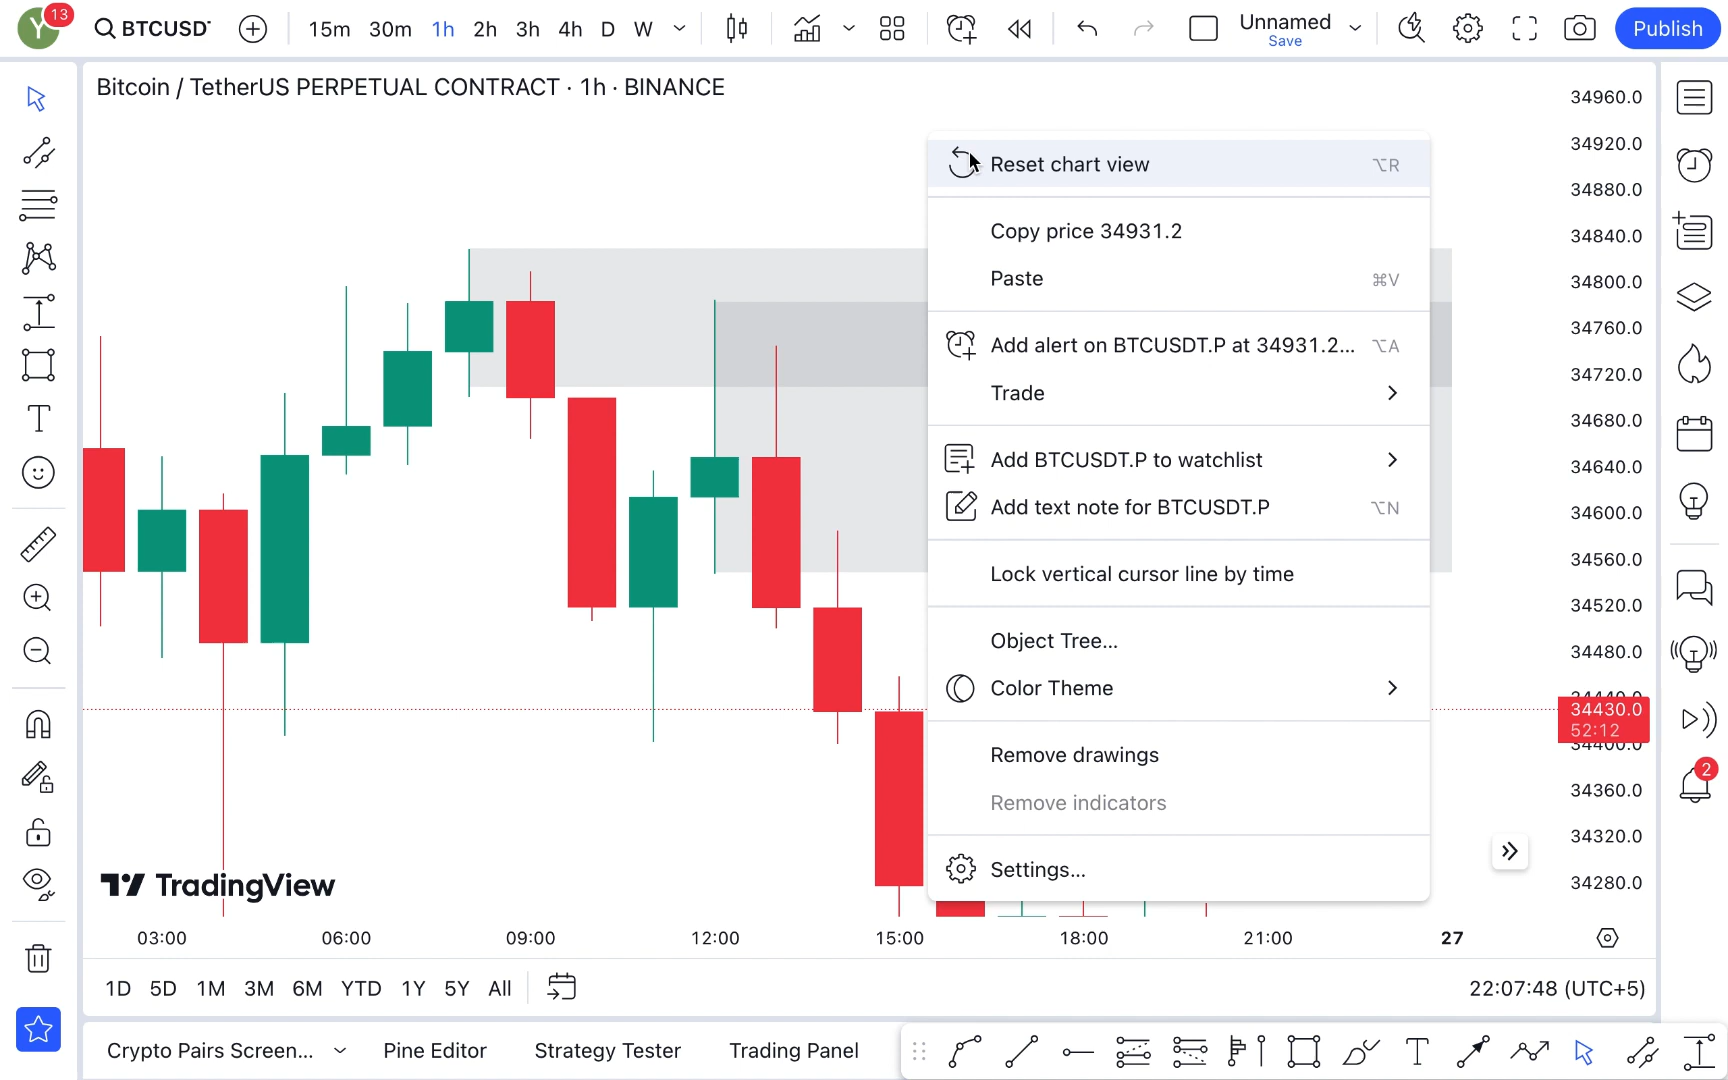 Y 13 BTCUSD 15m 30m 1h 2h 3h 4h D W Unnamed Publish
Save
Bitcoin / TetherUS PERPETUAL CONTRACT · 1h · BINANCE
34960.0
34920.0
34880.0
34840.0
34800.0
34760.0
34720.0
34680.0
34640.0
34600.0
34560.0
34520.0
34480.0
34440.0
34430.0
52:12
34400.0
34360.0
34320.0
34280.0
Reset chart view ⌥R
Copy price 34931.2
Paste ⌘V
Add alert on BTCUSDT.P at 34931.2... ⌥A
Trade
Add BTCUSDT.P to watchlist
Add text note for BTCUSDT.P ⌥N
Lock vertical cursor line by time
Object Tree...
Color Theme
Remove drawings
Remove indicators
Settings...
2
TradingView
03:00 06:00 09:00 12:00 15:00 18:00 21:00 27
1D 5D 1M 3M 6M YTD 1Y 5Y All 22:07:48 (UTC+5)
Crypto Pairs Screen... Pine Editor Strategy Tester Trading Panel